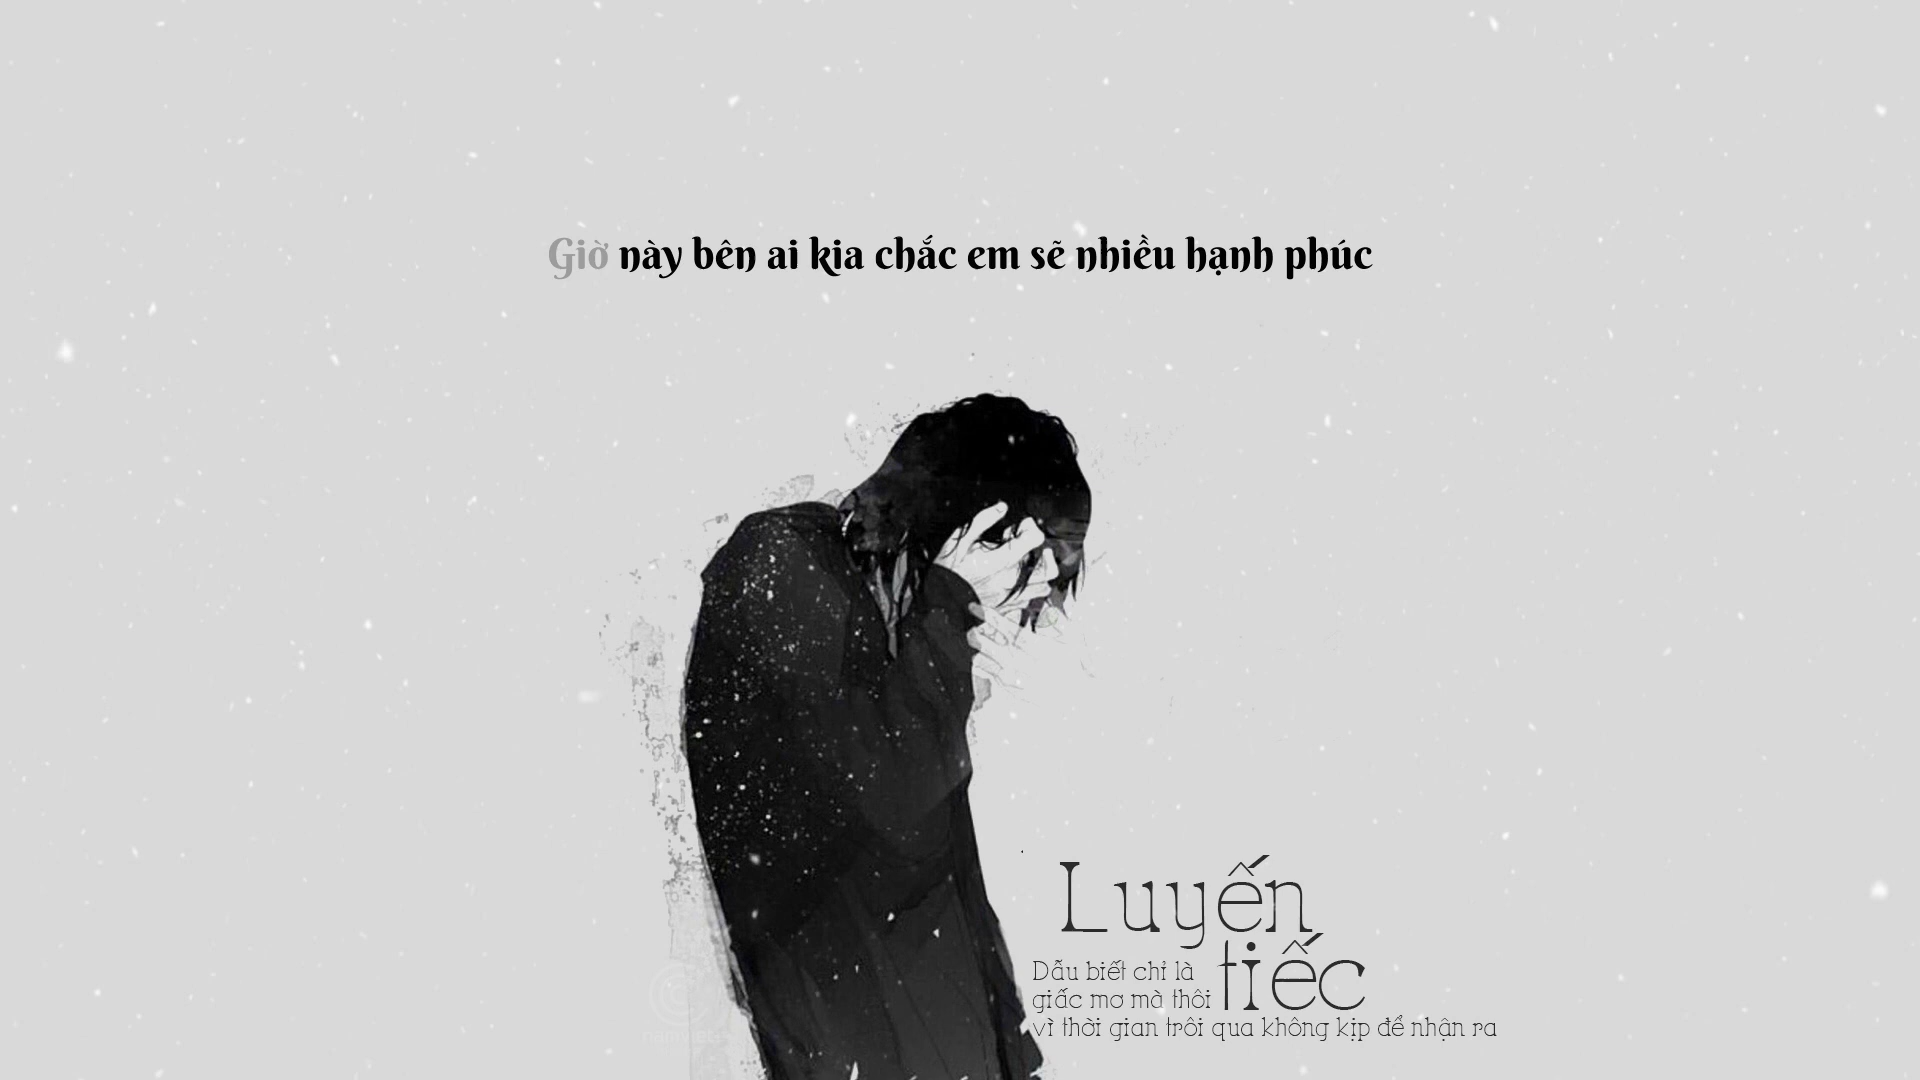 Giờ này bên ai kia chắc em sẽ nhiều hạnh phúc
Luyến
tiếc
Dẫu biết chỉ là
giấc mơ mà thôi
vì thời gian trôi qua không kịp để nhận ra